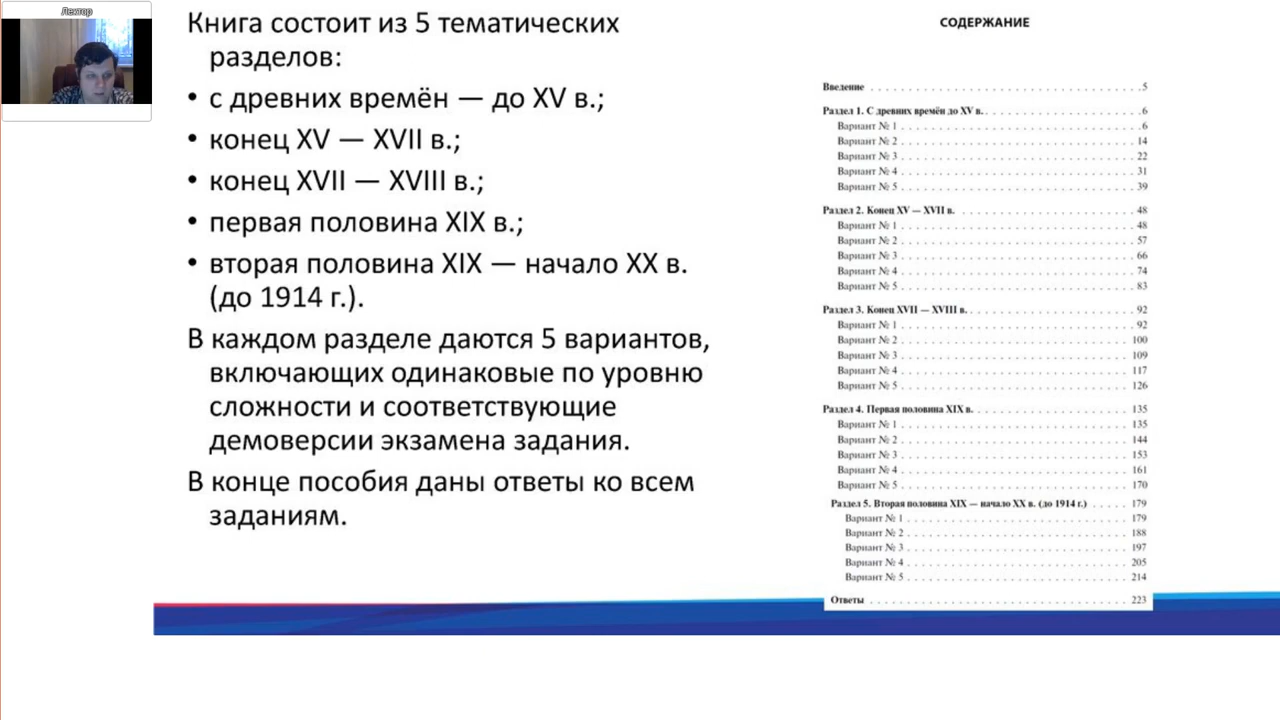 Лектор
Книга состоит из 5 тематических
разделов:
• с древних времён — до XV в.;
• конец XV — XVII в.;
• конец XVII — XVIII в.;
• первая половина XIX в.;
• вторая половина XIX — начало XX в.
(до 1914 г.).
В каждом разделе даются 5 вариантов,
включающих одинаковые по уровню
сложности и соответствующие
демоверсии экзамена задания.
В конце пособия даны ответы ко всем
заданиям.
СОДЕРЖАНИЕ
Введение . . . 5
Раздел 1. С древних времён до XV в. . . . 6
Вариант № 1 . . . 6
Вариант № 2 . . . 14
Вариант № 3 . . . 22
Вариант № 4 . . . 31
Вариант № 5 . . . 39
Раздел 2. Конец XV — XVII в. . . . 48
Вариант № 1 . . . 48
Вариант № 2 . . . 57
Вариант № 3 . . . 66
Вариант № 4 . . . 74
Вариант № 5 . . . 83
Раздел 3. Конец XVII — XVIII в. . . . 92
Вариант № 1 . . . 92
Вариант № 2 . . . 100
Вариант № 3 . . . 109
Вариант № 4 . . . 117
Вариант № 5 . . . 126
Раздел 4. Первая половина XIX в. . . . 135
Вариант № 1 . . . 135
Вариант № 2 . . . 144
Вариант № 3 . . . 153
Вариант № 4 . . . 161
Вариант № 5 . . . 170
Раздел 5. Вторая половина XIX — начало XX в. (до 1914 г.) . . . 179
Вариант № 1 . . . 179
Вариант № 2 . . . 188
Вариант № 3 . . . 197
Вариант № 4 . . . 205
Вариант № 5 . . . 214
Ответы . . . 223